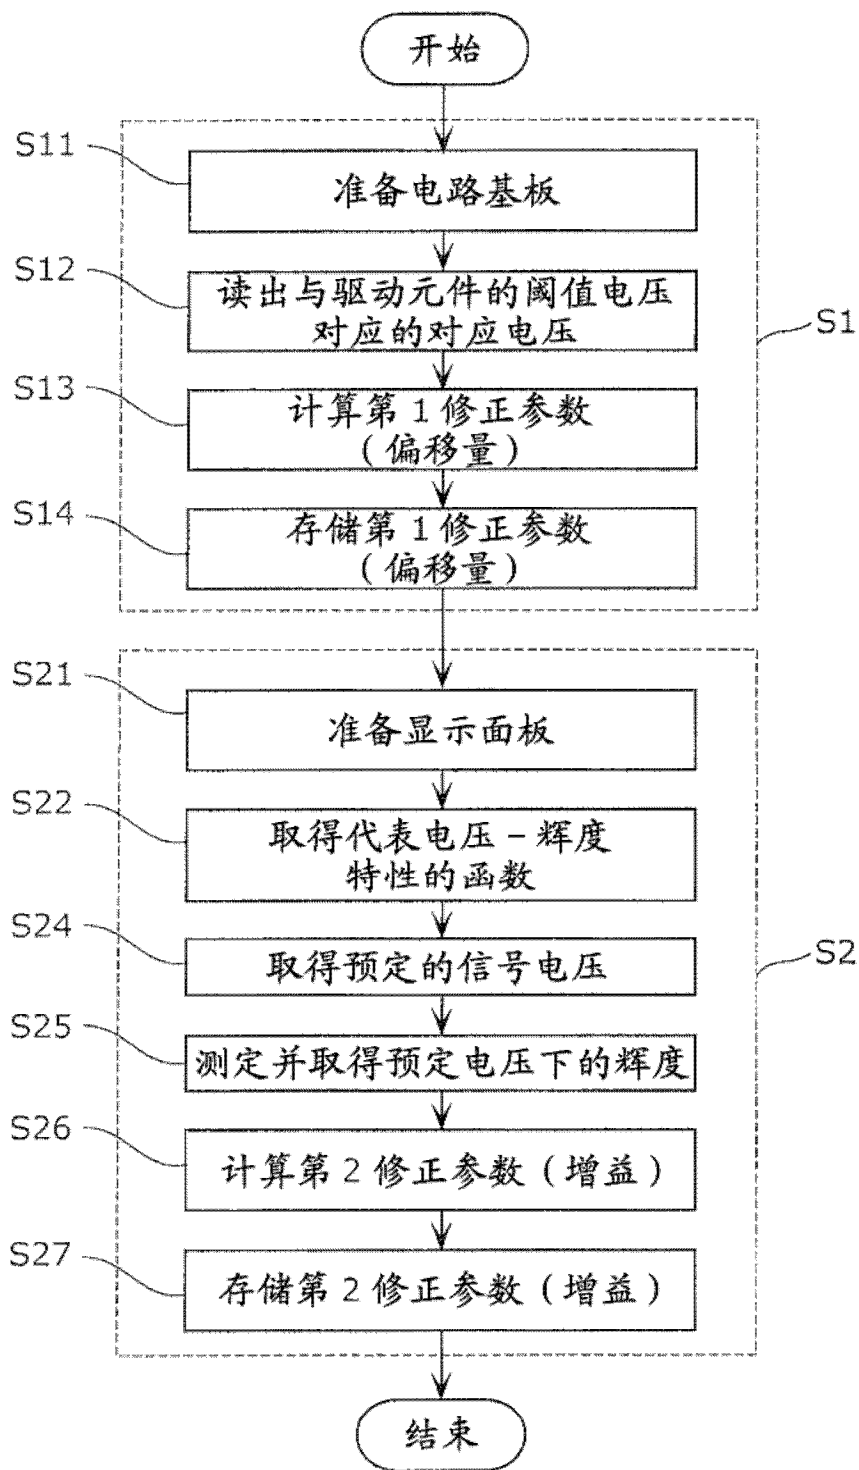 开始
S11
准备电路基板
S12
读出与驱动元件的阈值电压
对应的对应电压
S1
S13
计算第1修正参数
(偏移量)
S14
存储第1修正参数
(偏移量)
S21
准备显示面板
S22
取得代表电压-辉度
特性的函数
S24
取得预定的信号电压
S2
S25
测定并取得预定电压下的辉度
S26
计算第2修正参数(增益)
S27
存储第2修正参数(增益)
结束